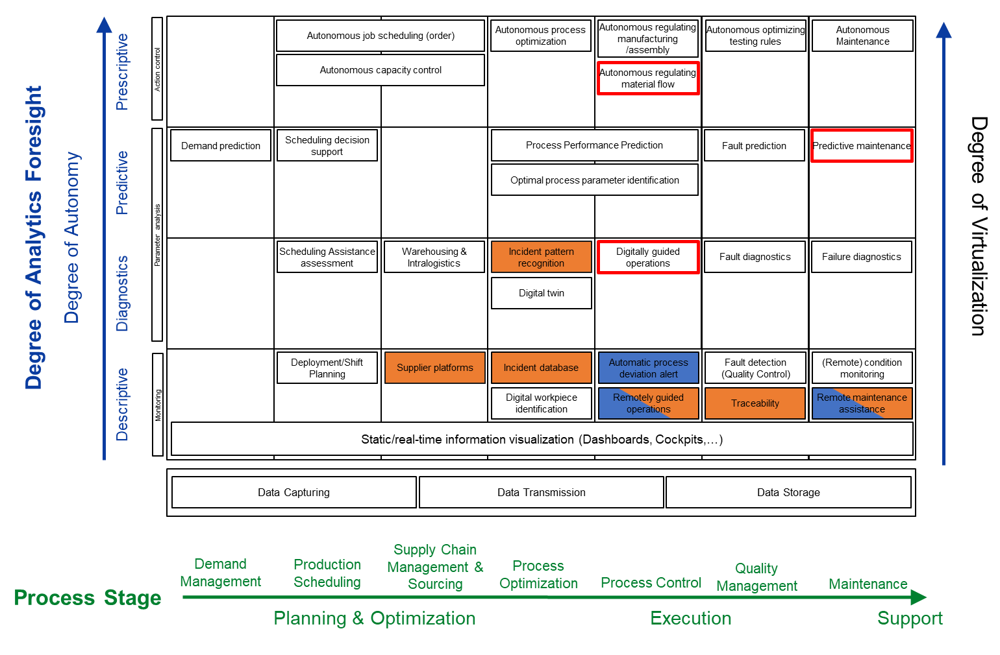 Degree of Analytics Foresight
Degree of Autonomy
Prescriptive
Predictive
Diagnostics
Descriptive
Action control
Parameter analysis
Monitoring
Autonomous job scheduling (order)
Autonomous capacity control
Autonomous process
optimization
Autonomous regulating
manufacturing
/assembly
Autonomous regulating
material flow
Autonomous optimizing
testing rules
Autonomous
Maintenance
Demand prediction
Scheduling decision
support
Process Performance Prediction
Optimal process parameter identification
Fault prediction
Predictive maintenance
Scheduling Assistance
assessment
Warehousing &
Intralogistics
Incident pattern
recognition
Digital twin
Digitally guided
operations
Fault diagnostics
Failure diagnostics
Deployment/Shift
Planning
Supplier platforms
Incident database
Digital workpiece
identification
Automatic process
deviation alert
Remotely guided
operations
Fault detection
(Quality Control)
Traceability
(Remote) condition
monitoring
Remote maintenance
assistance
Static/real-time information visualization (Dashboards, Cockpits,…)
Data Capturing
Data Transmission
Data Storage
Degree of Virtualization
Demand
Management
Production
Scheduling
Supply Chain
Management &
Sourcing
Process
Optimization
Process Control
Quality
Management
Maintenance
Process Stage
Planning & Optimization
Execution
Support